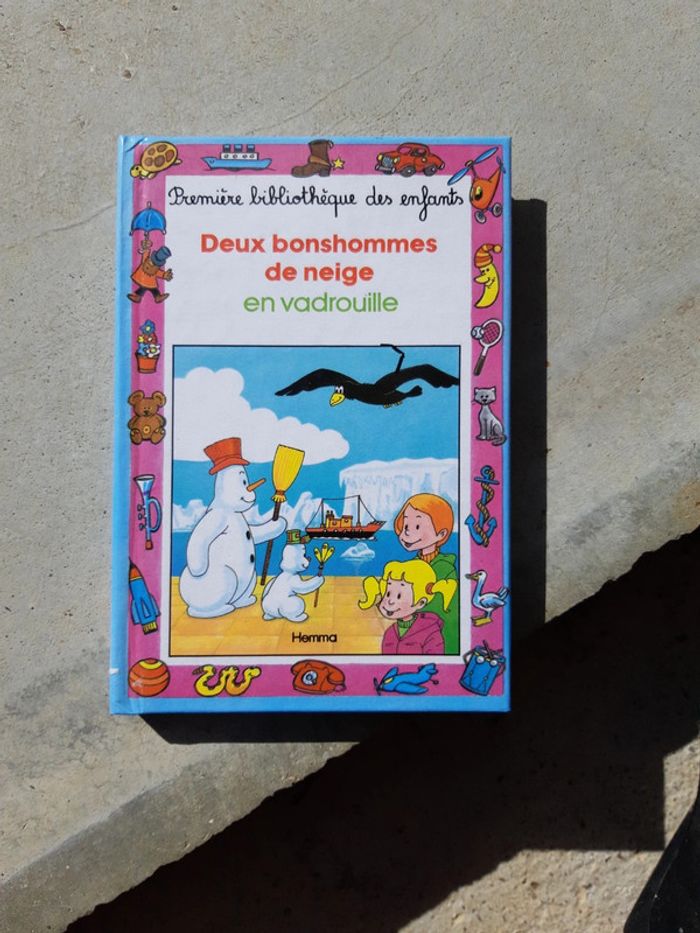 Première bibliothèque des enfants
Deux bonshommes
de neige
en vadrouille
Hemma